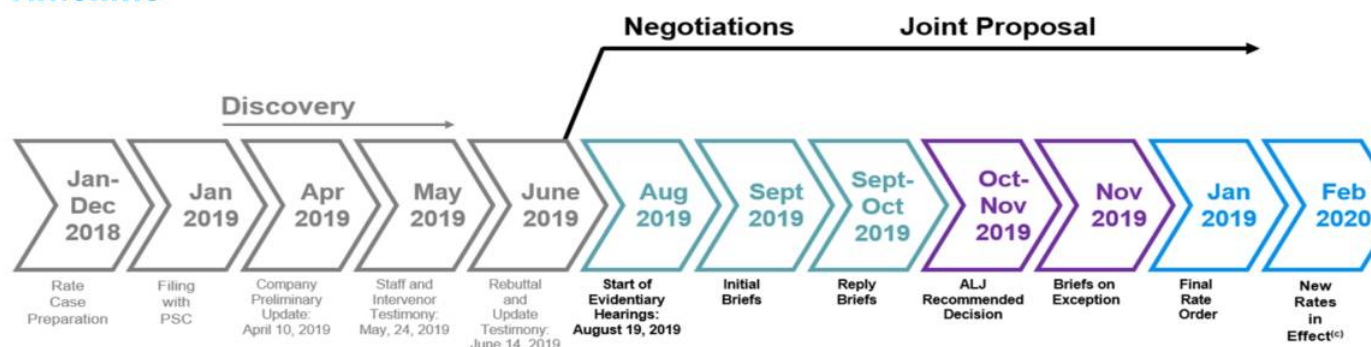 Negotiations Joint Proposal
Discovery
Jan-
Dec
2018
Jan
2019
Apr
2019
May
2019
June
2019
Aug
2019
Sept
2019
Sept-
Oct
2019
Oct-
Nov
2019
Nov
2019
Jan
2019
Feb
2020
Rate
Case
Preparation
Filing
with
PSC
Company
Preliminary
Update:
April 10, 2019
Staff and
Intervenor
Testimony:
May, 24, 2019
Rebuttal
and
Update
Testimony:
June 14, 2019
Start of
Evidentiary
Hearings:
August 19, 2019
Initial
Briefs
Reply
Briefs
ALJ
Recommended
Decision
Briefs on
Exception
Final
Rate
Order
New
Rates
in
Effect(c)